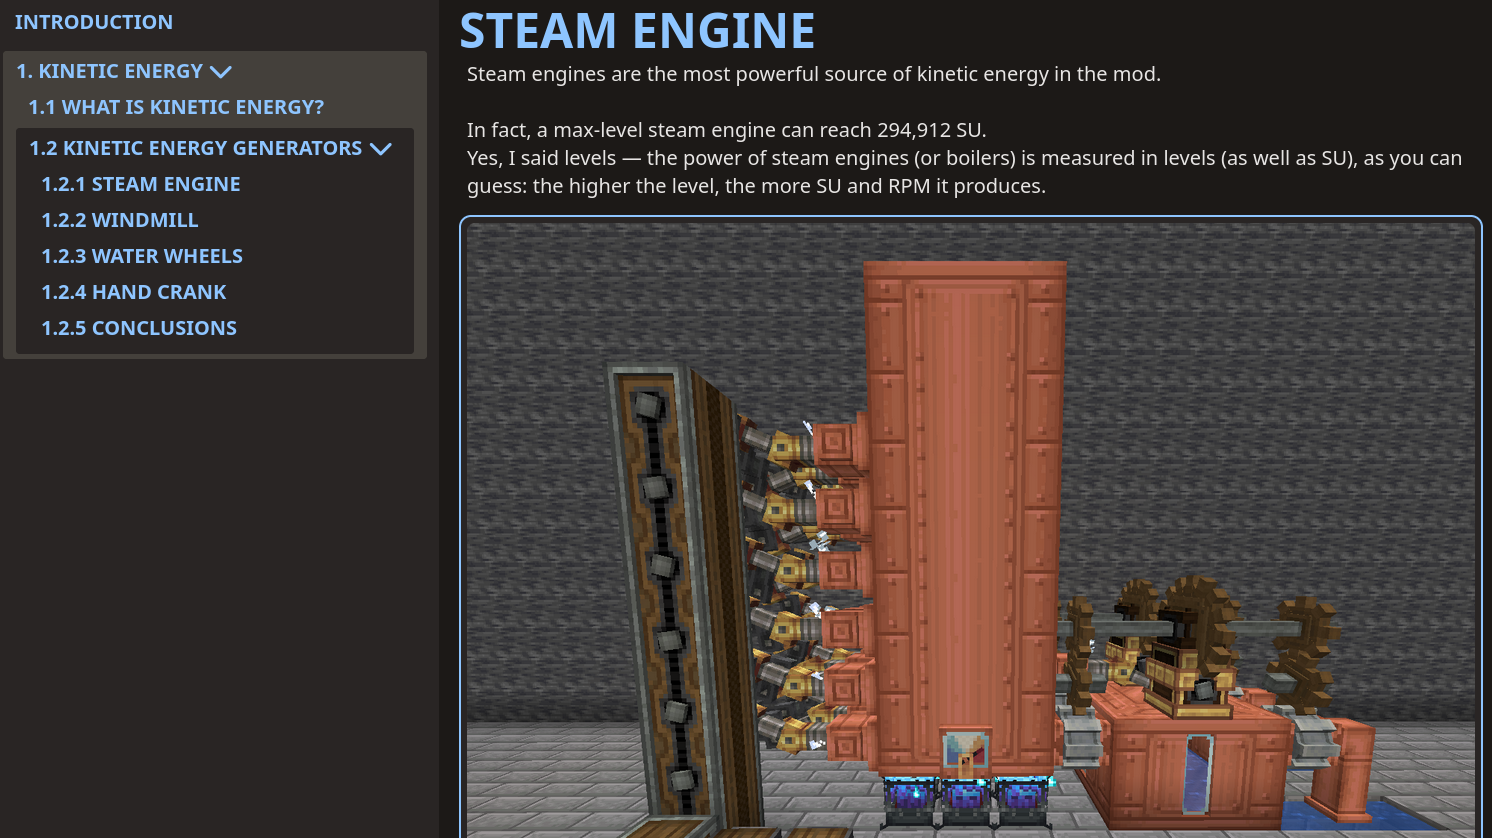 INTRODUCTION
1. KINETIC ENERGY
1.1 WHAT IS KINETIC ENERGY?
1.2 KINETIC ENERGY GENERATORS
1.2.1 STEAM ENGINE
1.2.2 WINDMILL
1.2.3 WATER WHEELS
1.2.4 HAND CRANK
1.2.5 CONCLUSIONS
STEAM ENGINE
Steam engines are the most powerful source of kinetic energy in the mod.
In fact, a max-level steam engine can reach 294,912 SU.
Yes, I said levels — the power of steam engines (or boilers) is measured in levels (as well as SU), as you can
guess: the higher the level, the more SU and RPM it produces.